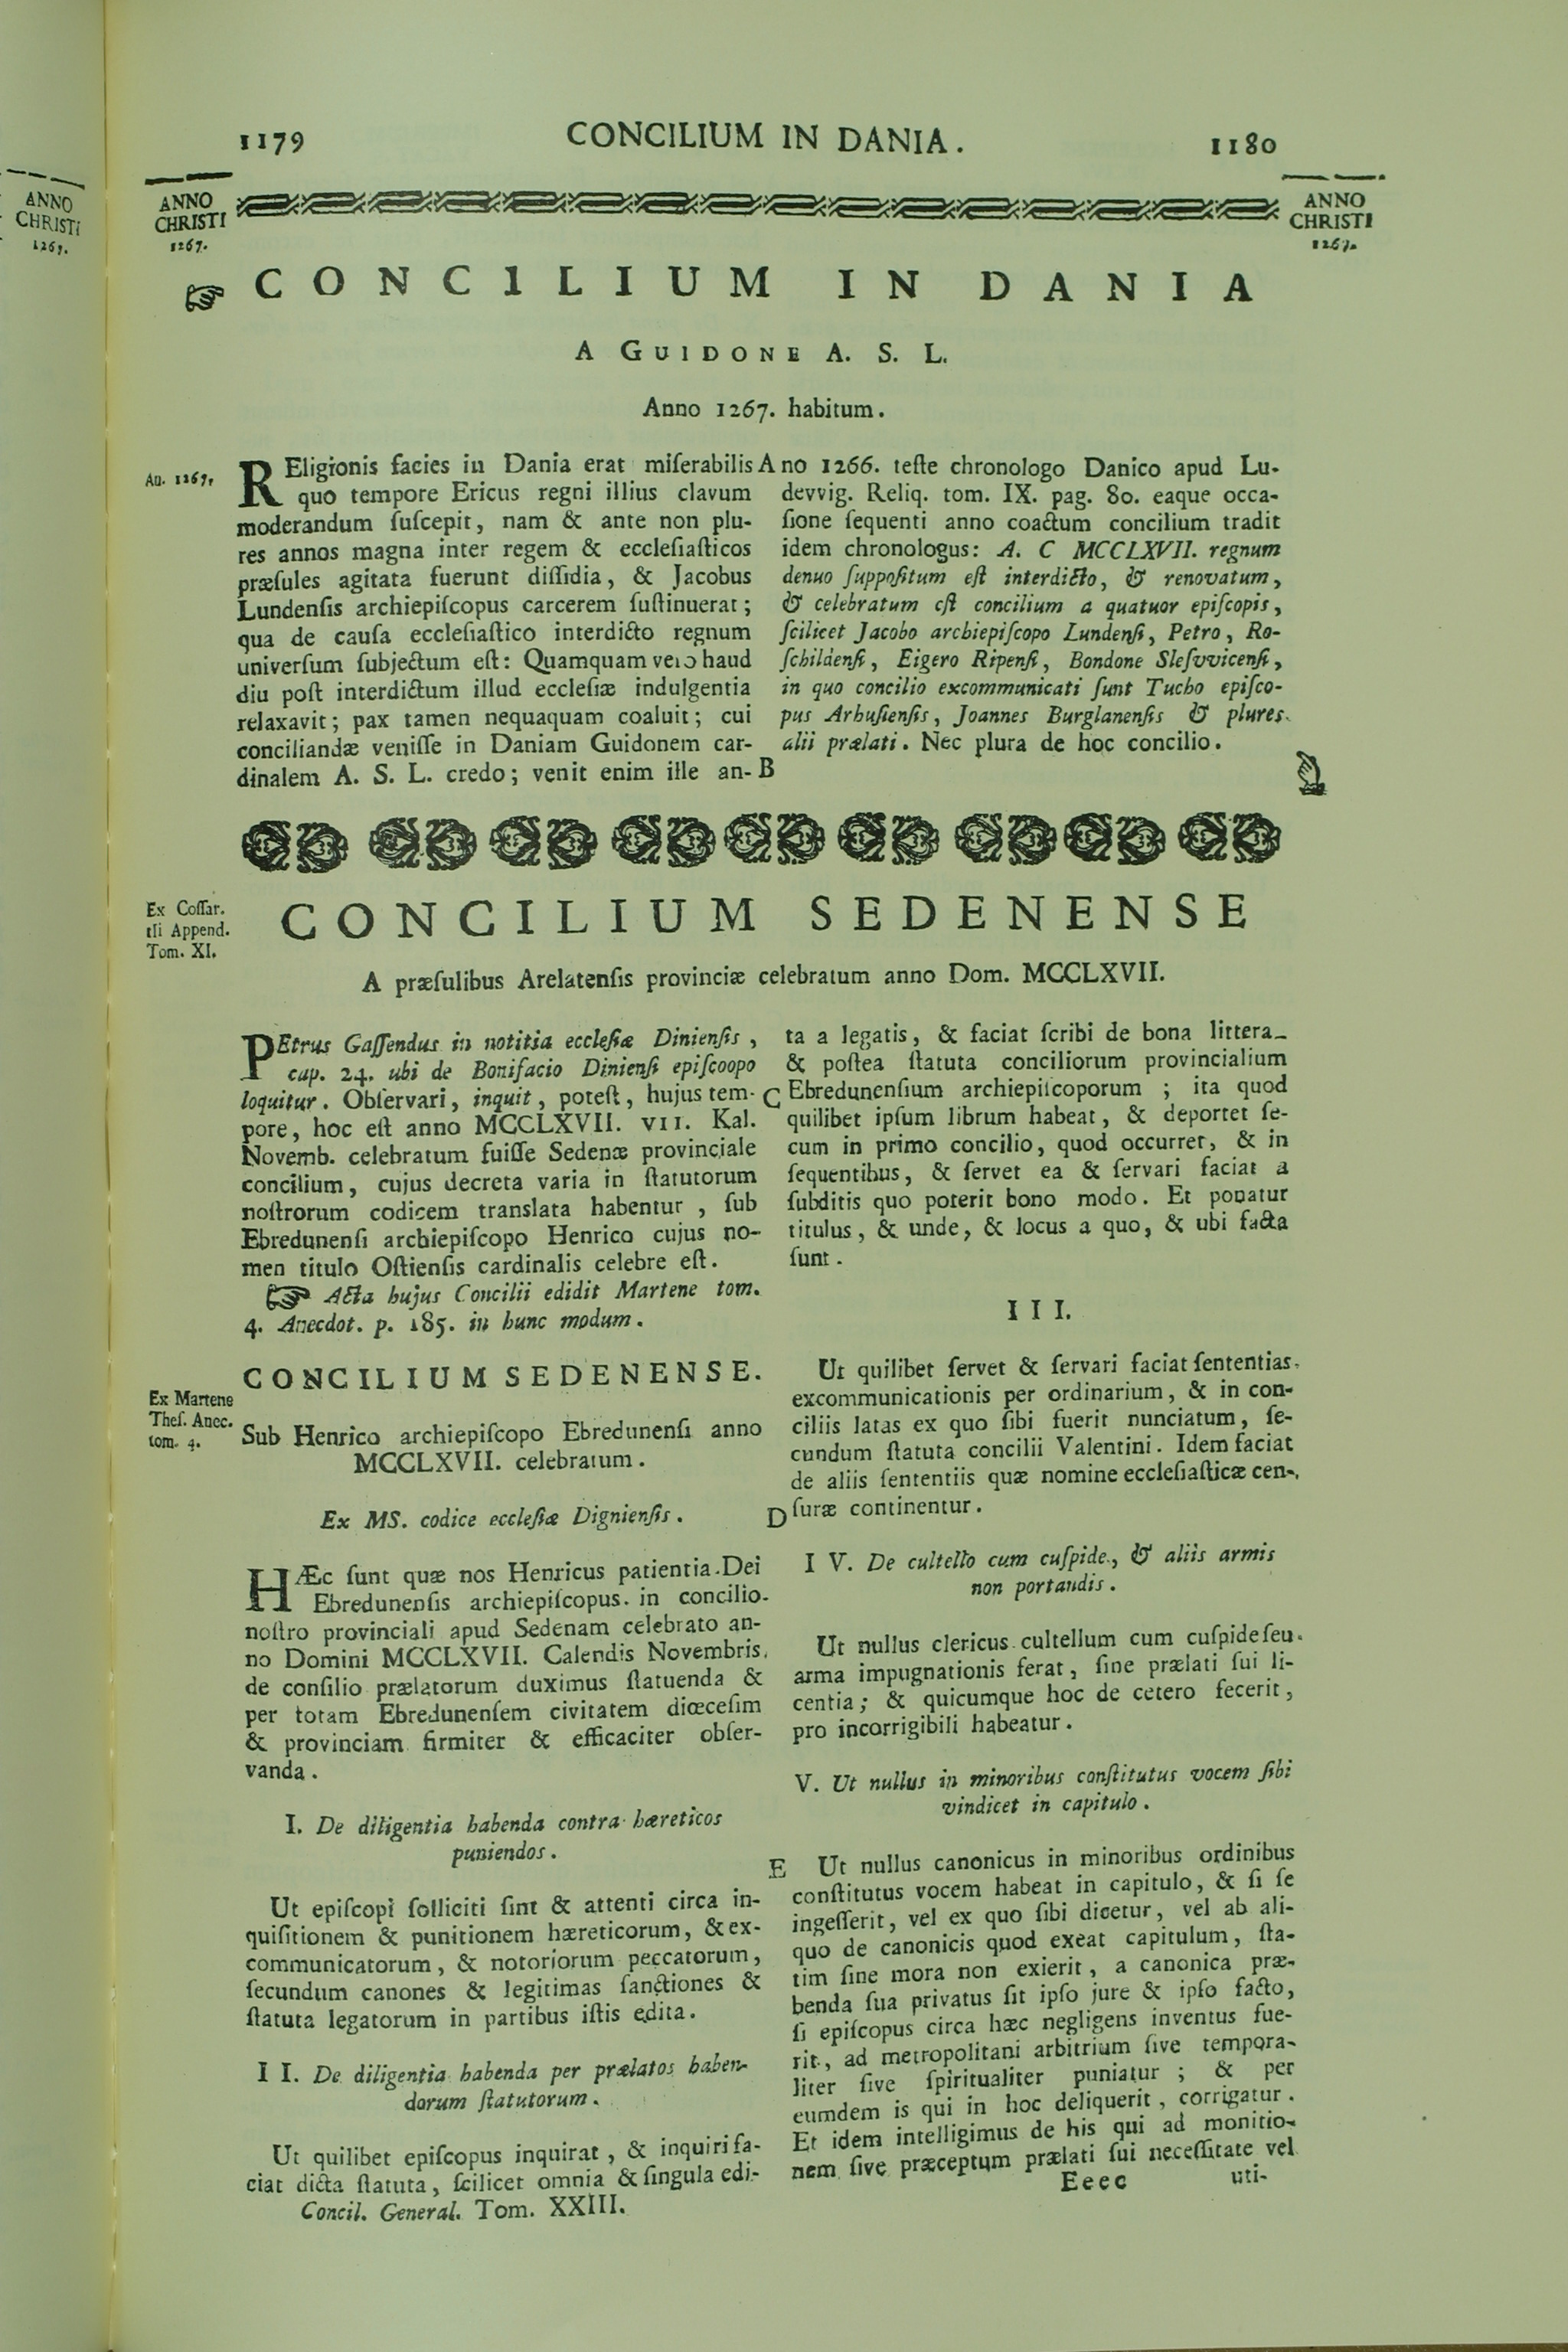 1179
CONCILIUM IN DANIA.
1180
ANNO
CHRISTI
1267.
ANNO
CHRISTI
1267.
ANNO
CHRISTI
1267.
CONCILIUM IN DANIA
A GUIDONE A. S. L.
Anno 1267. habitum.
An. 1267.
REligionis facies in Dania erat miſerabilis A
quo tempore Ericus regni illius clavum
moderandum ſuſcepit, nam & ante non plu-
res annos magna inter regem & eccleſiaſticos
præſules agitata fuerunt diſſidia, & Jacobus
Lundenſis archiepiſcopus carcerem ſuſtinuerat;
qua de cauſa eccleſiaſtico interdicto regnum
univerſum ſubjectum eſt: Quamquam vero haud
diu poſt interdictum illud eccleſiæ indulgentia
relaxavit; pax tamen nequaquam coaluit; cui
conciliandæ veniſſe in Daniam Guidonem car-
dinalem A. S. L. credo; venit enim ille an- B
no 1266. teſte chronologo Danico apud Lu-
devvig. Reliq. tom. IX. pag. 80. eaque occa-
ſione ſequenti anno coactum concilium tradit
idem chronologus: A. C MCCLXVII. regnum
denuo ſuppoſitum eſt interdicto, & renovatum,
& celebratum eſt concilium a quatuor epiſcopis,
ſcilicet Jacobo archiepiſcopo Lundenſi, Petro, Ro-
ſchildenſi, Eigero Ripenſi, Bondone Sleſvvicenſi,
in quo concilio excommunicati ſunt Tucho epiſco-
pus Arhuſienſis, Joannes Burglanenſis & plures
alii prælati. Nec plura de hoc concilio.
Ex Coſſar.
tIi Append.
Tom. XI.
CONCILIUM SEDENENSE
A præſulibus Arelatenſis provinciæ celebratum anno Dom. MCCLXVII.
PEtrus Gaſſendus in notitia eccleſiæ Dinienſis,
cap. 24. ubi de Bonifacio Dinienſi epiſcoopo
loquitur. Obſervari, inquit, poteſt, hujus tem- C
pore, hoc eſt anno MCCLXVII. VII. Kal.
Novemb. celebratum fuiſſe Sedenæ provinciale
concilium, cujus decreta varia in ſtatutorum
noſtrorum codicem translata habentur, ſub
Ebredunenſi archiepiſcopo Henrico cujus no-
men titulo Oſtienſis cardinalis celebre eſt.
Acta hujus Concilii edidit Martene tom.
4. Anecdot. p. 185. in hunc modum.
CONCILIUM SEDENENSE.
Ex Martene
Theſ. Anec.
tom. 4.
Sub Henrico archiepiſcopo Ebredunenſi anno
MCCLXVII. celebratum.
Ex MS. codice eccleſiæ Dignienſis.
HÆc ſunt quæ nos Henricus patientia Dei
Ebredunenſis archiepiſcopus. in concilio
noſtro provinciali apud Sedenam celebrato an-
no Domini MCCLXVII. Calendis Novembris,
de conſilio prælatorum duximus ſtatuenda &
per totam Ebredunenſem civitatem diœceſim
& provinciam firmiter & efficaciter obſer-
vanda.
I. De diligentia habenda contra hæreticos
puniendos.
Ut epiſcopi ſolliciti ſint & attenti circa in-
quiſitionem & punitionem hæreticorum, & ex-
communicatorum, & notoriorum peccatorum,
ſecundum canones & legitimas ſanctiones &
ſtatuta legatorum in partibus iſtis edita.
II. De diligentia habenda per prælatos haben-
dorum ſtatutorum.
Ut quilibet epiſcopus inquirat, & inquiri fa-
ciat dicta ſtatuta, ſcilicet omnia & ſingula edi-
Concil. General. Tom. XXIII.
ta a legatis, & faciat ſcribi de bona littera
& poſtea ſtatuta conciliorum provincialium
Ebredunenſium archiepiſcoporum; ita quod
quilibet ipſum librum habeat, & deportet ſe-
cum in primo concilio, quod occurret, & in
ſequentibus, & ſervet ea & ſervari faciat a
ſubditis quo poterit bono modo. Et ponatur
titulus, & unde, & locus a quo, & ubi facta
ſunt.
III.
Ut quilibet ſervet & ſervari faciat ſententias
excommunicationis per ordinarium, & in con-
ciliis latas ex quo ſibi fuerit nunciatum, ſe-
cundum ſtatuta concilii Valentini. Idem faciat
de aliis ſententiis quæ nomine eccleſiaſticæ cen-
D ſuræ continentur.
IV. De cultello cum cuſpide, & aliis armis
non portandis.
Ut nullus clericus cultellum cum cuſpide ſeu
arma impugnationis ferat, ſine prælati ſui li-
centia; & quicumque hoc de cetero fecerit,
pro incorrigibili habeatur.
V. Ut nullus in minoribus conſtitutus vocem ſibi
vindicet in capitulo.
E Ut nullus canonicus in minoribus ordinibus
conſtitutus vocem habeat in capitulo, & ſi ſe
ingeſſerit, vel ex quo ſibi dicetur, vel ab ali-
quo de canonicis quod exeat capitulum, ſta-
tim ſine mora non exierit, a canonica præ-
benda ſua privatus ſit ipſo jure & ipſo facto,
ſi epiſcopus circa hæc negligens inventus fue-
rit, ad metropolitani arbitrium ſive tempora-
liter ſive ſpiritualiter puniatur; & per
eumdem is qui in hoc deliquerit, corrigatur.
Et idem intelligimus de his qui ad monitio-
nem ſive præceptum prælati ſui neceſſitate vel
Eeee
uti-